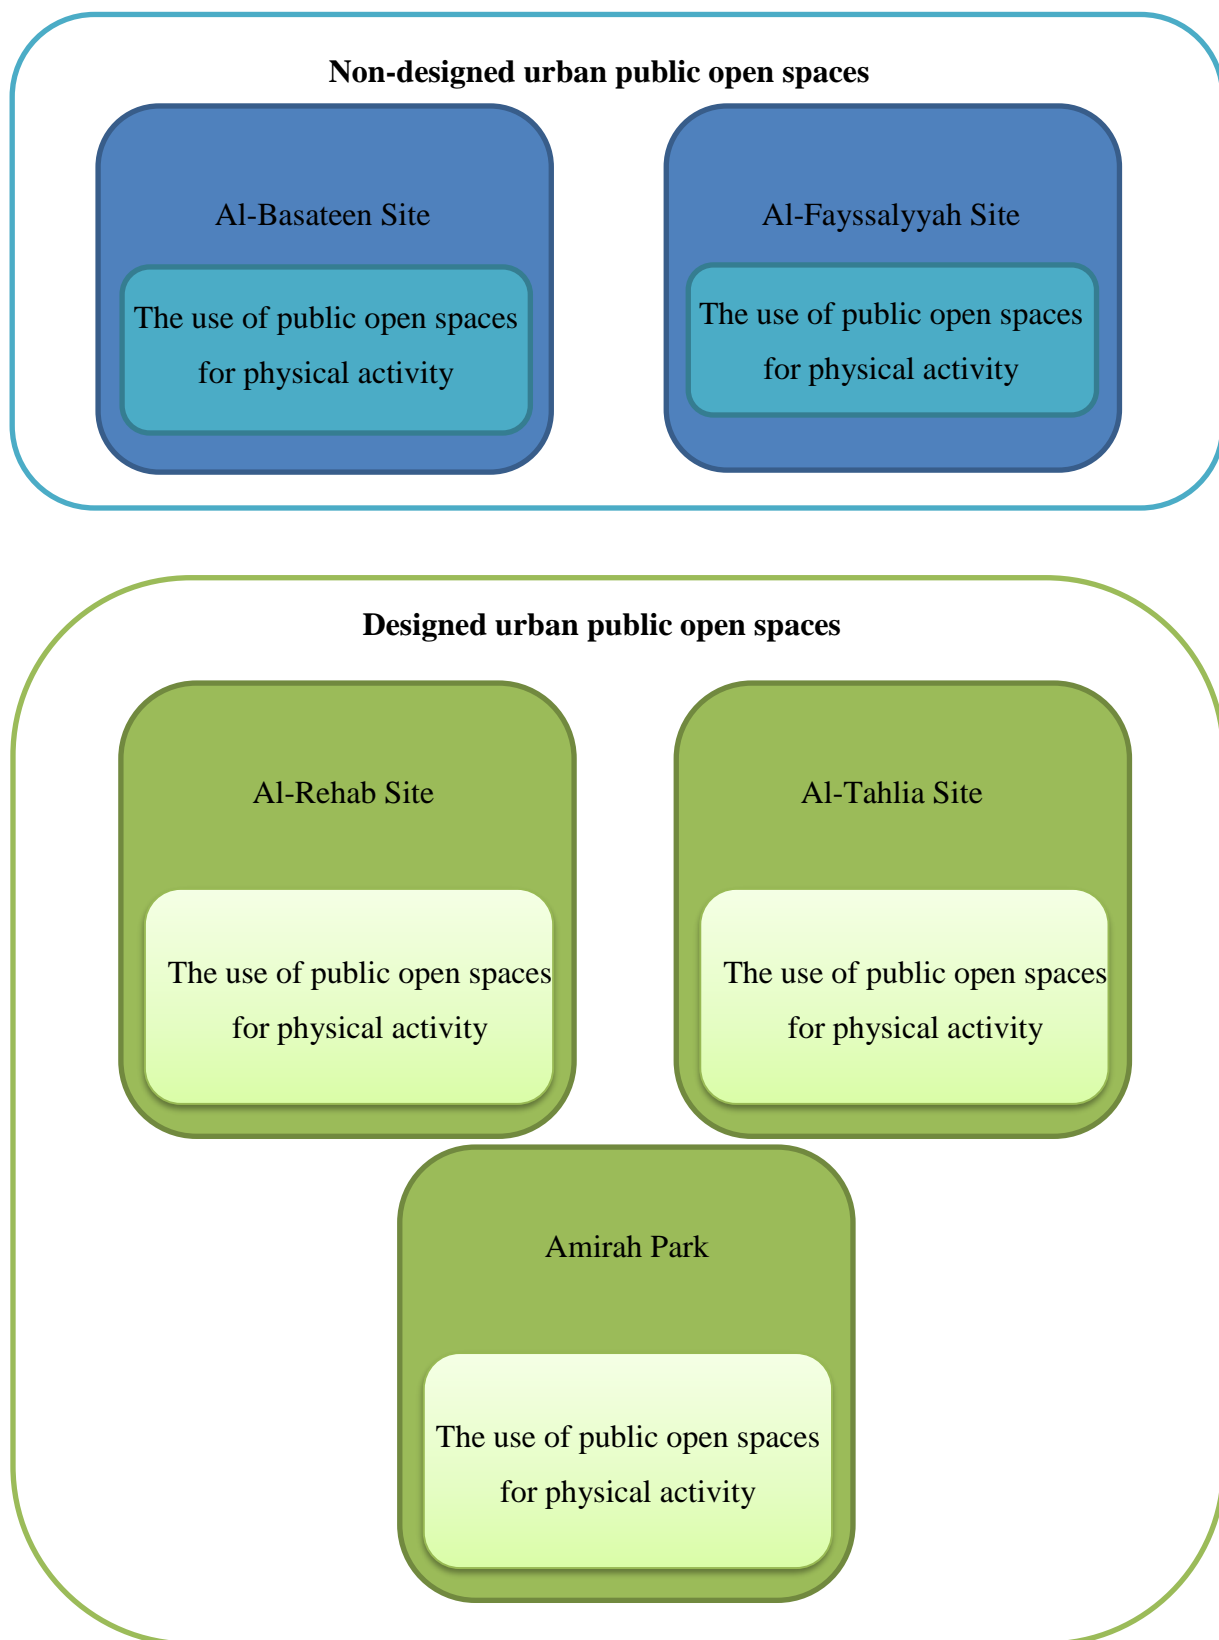 Non-designed urban public open spaces
Al-Basateen Site
The use of public open spaces
for physical activity
Al-Fayssalyyah Site
The use of public open spaces
for physical activity
Designed urban public open spaces
Al-Rehab Site
The use of public open spaces
for physical activity
Al-Tahlia Site
The use of public open spaces
for physical activity
Amirah Park
The use of public open spaces
for physical activity